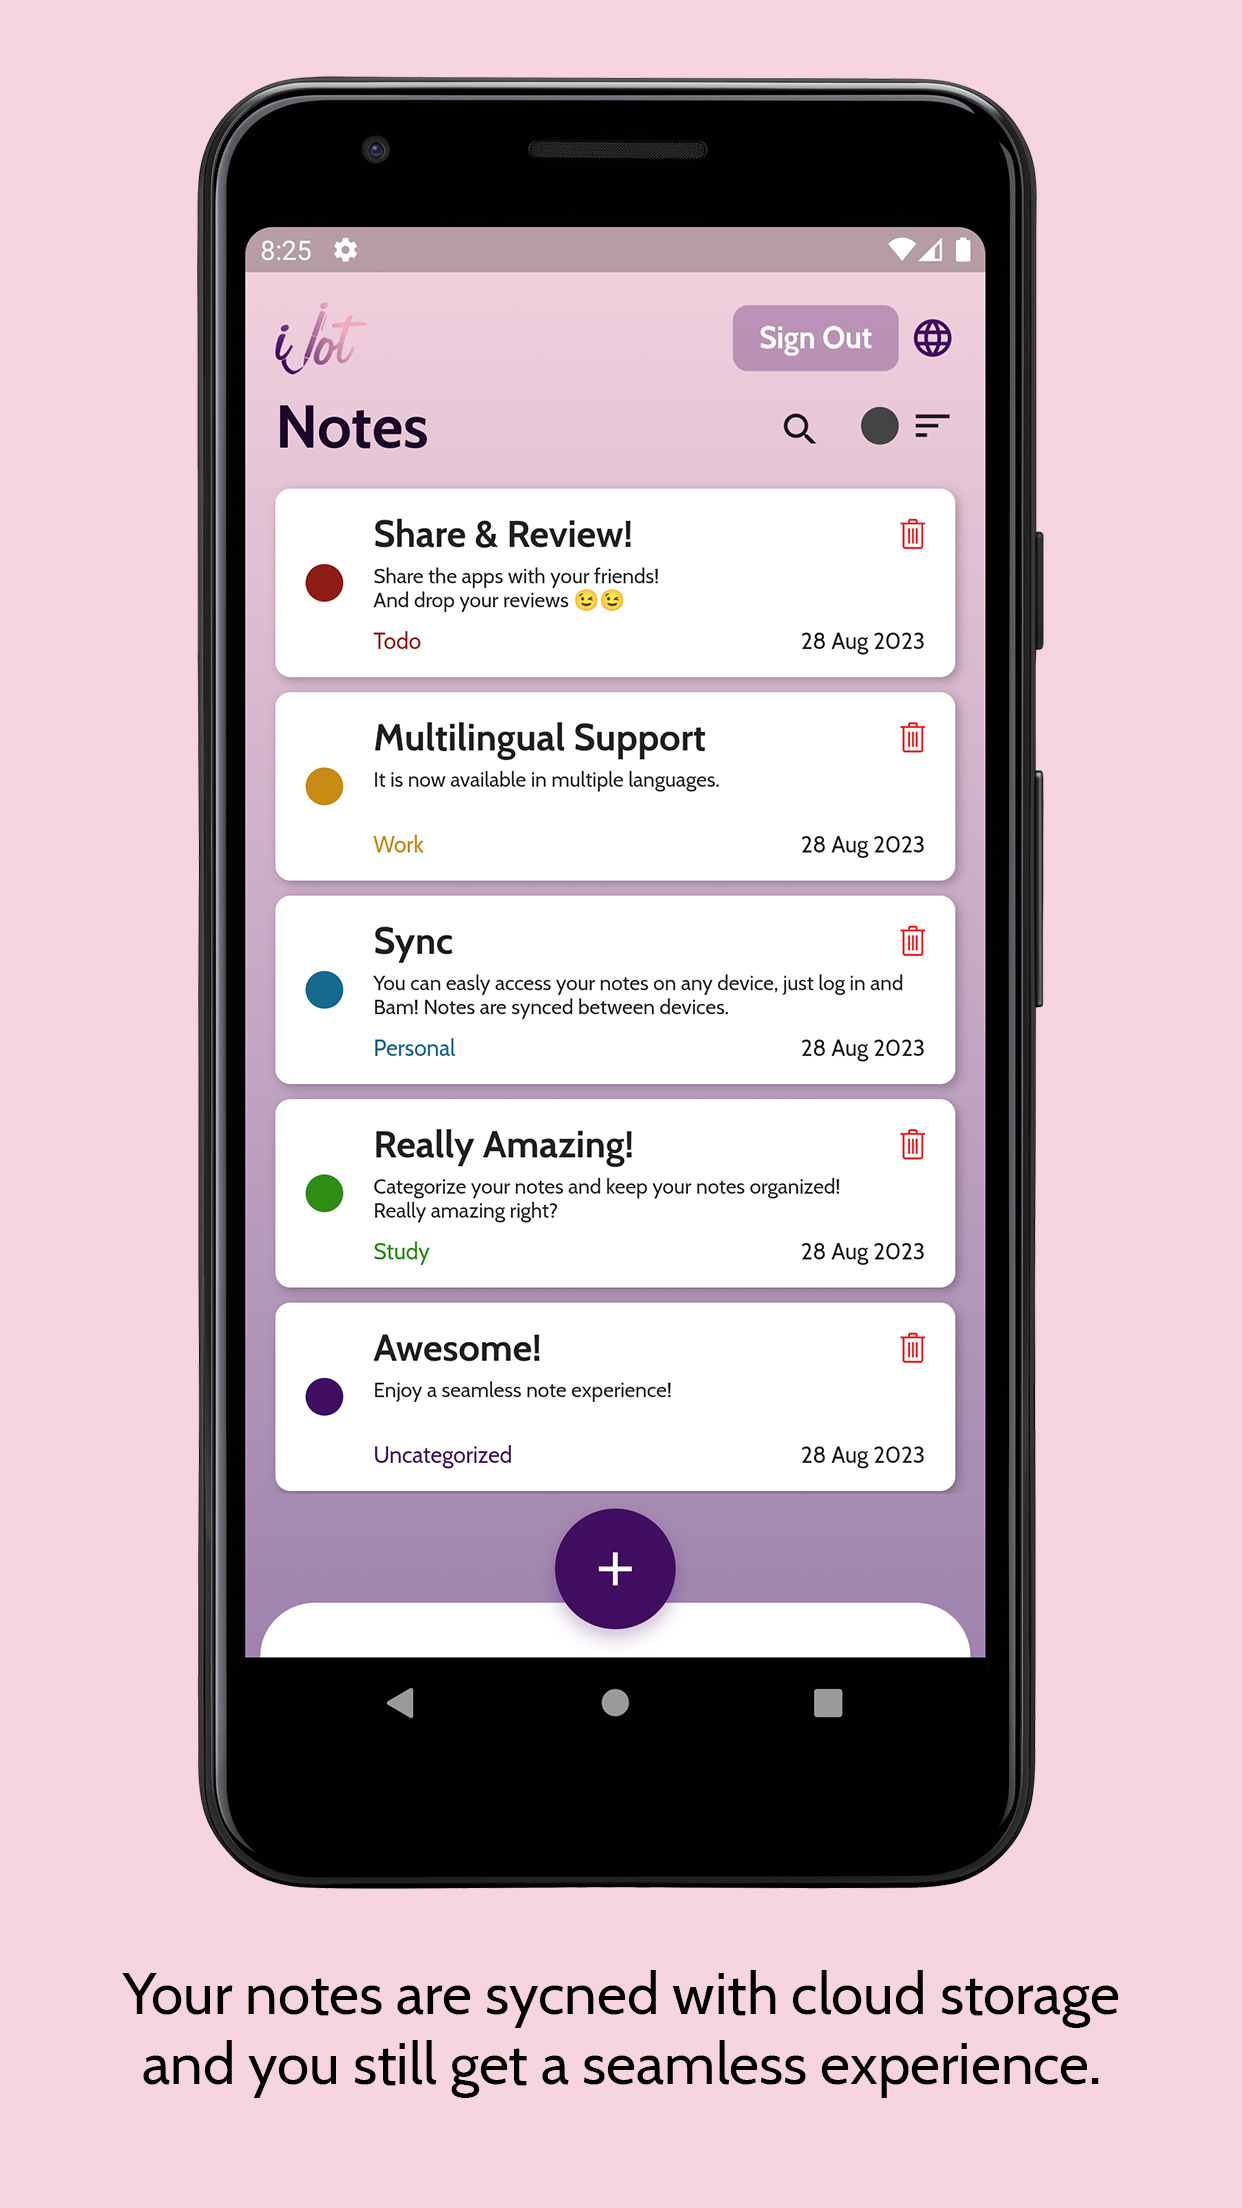 8:25
iJot
Sign Out
Notes
Share & Review!
Share the apps with your friends!
And drop your reviews 😉😉
Todo
28 Aug 2023
Multilingual Support
It is now available in multiple languages.
Work
28 Aug 2023
Sync
You can easly access your notes on any device, just log in and
Bam! Notes are synced between devices.
Personal
28 Aug 2023
Really Amazing!
Categorize your notes and keep your notes organized!
Really amazing right?
Study
28 Aug 2023
Awesome!
Enjoy a seamless note experience!
Uncategorized
28 Aug 2023
Your notes are sycned with cloud storage
and you still get a seamless experience.